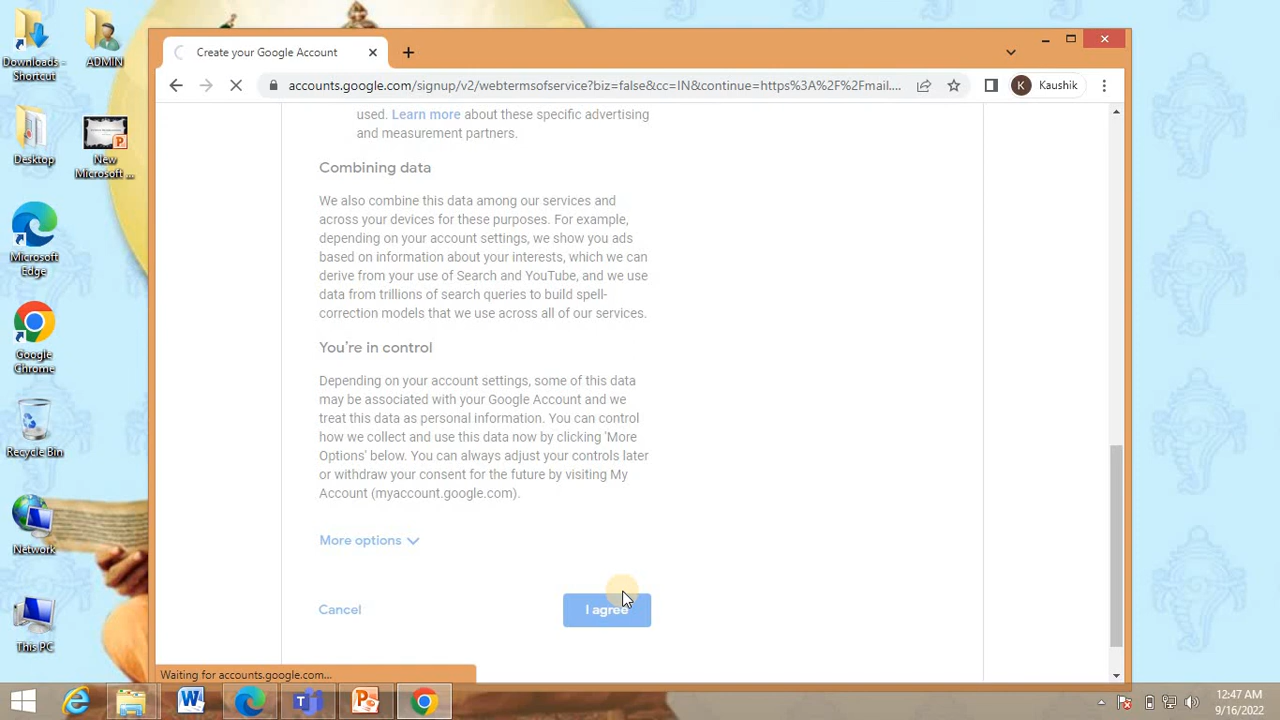 Downloads -
Shortcut
ADMIN
Desktop
New
Microsoft ...
Microsoft
Edge
Google
Chrome
Recycle Bin
Network
This PC
Create your Google Account
accounts.google.com/signup/v2/webtermsofservice?biz=false&cc=IN&continue=https%3A%2F%2Fmail....
K Kaushik
used. Learn more about these specific advertising
and measurement partners.
Combining data
We also combine this data among our services and
across your devices for these purposes. For example,
depending on your account settings, we show you ads
based on information about your interests, which we can
derive from your use of Search and YouTube, and we use
data from trillions of search queries to build spell-
correction models that we use across all of our services.
You're in control
Depending on your account settings, some of this data
may be associated with your Google Account and we
treat this data as personal information. You can control
how we collect and use this data now by clicking 'More
Options' below. You can always adjust your controls later
or withdraw your consent for the future by visiting My
Account (myaccount.google.com).
More options
Cancel
I agree
Waiting for accounts.google.com...
12:47 AM
9/16/2022